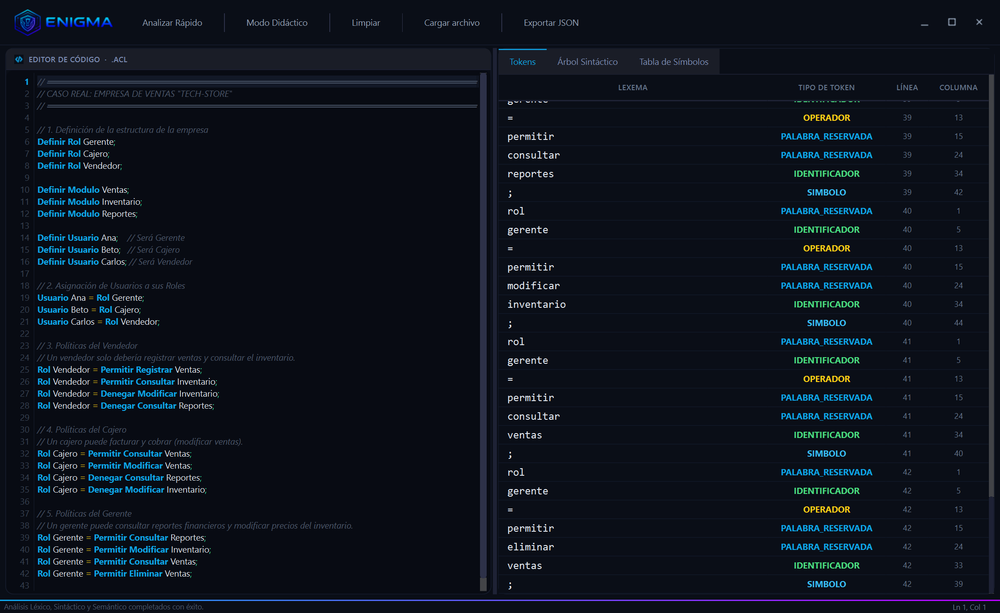 ENIGMA
Analizar Rápido
Modo Didáctico
Limpiar
Cargar archivo
Exportar JSON
EDITOR DE CÓDIGO · .ACL
1 // ==================================================
2 // CASO REAL: EMPRESA DE VENTAS "TECH-STORE"
3 // ==================================================
4
5 // 1. Definición de la estructura de la empresa
6 Definir Rol Gerente;
7 Definir Rol Cajero;
8 Definir Rol Vendedor;
9
10 Definir Modulo Ventas;
11 Definir Modulo Inventario;
12 Definir Modulo Reportes;
13
14 Definir Usuario Ana; // Será Gerente
15 Definir Usuario Beto; // Será Cajero
16 Definir Usuario Carlos; // Será Vendedor
17
18 // 2. Asignación de Usuarios a sus Roles
19 Usuario Ana = Rol Gerente;
20 Usuario Beto = Rol Cajero;
21 Usuario Carlos = Rol Vendedor;
22
23 // 3. Políticas del Vendedor
24 // Un vendedor solo debería registrar ventas y consultar el inventario.
25 Rol Vendedor = Permitir Registrar Ventas;
26 Rol Vendedor = Permitir Consultar Inventario;
27 Rol Vendedor = Denegar Modificar Inventario;
28 Rol Vendedor = Denegar Consultar Reportes;
29
30 // 4. Políticas del Cajero
31 // Un cajero puede facturar y cobrar (modificar ventas).
32 Rol Cajero = Permitir Consultar Ventas;
33 Rol Cajero = Permitir Modificar Ventas;
34 Rol Cajero = Denegar Consultar Reportes;
35 Rol Cajero = Denegar Modificar Inventario;
36
37 // 5. Políticas del Gerente
38 // Un gerente puede consultar reportes financieros y modificar precios del inventario.
39 Rol Gerente = Permitir Consultar Reportes;
40 Rol Gerente = Permitir Modificar Inventario;
41 Rol Gerente = Permitir Consultar Ventas;
42 Rol Gerente = Permitir Eliminar Ventas;
43
Tokens Árbol Sintáctico Tabla de Símbolos
LEXEMA TIPO DE TOKEN LÍNEA COLUMNA
gerente IDENTIFICADOR
= OPERADOR 39 13
permitir PALABRA_RESERVADA 39 15
consultar PALABRA_RESERVADA 39 24
reportes IDENTIFICADOR 39 34
; SIMBOLO 39 42
rol PALABRA_RESERVADA 40 1
gerente IDENTIFICADOR 40 5
= OPERADOR 40 13
permitir PALABRA_RESERVADA 40 15
modificar PALABRA_RESERVADA 40 24
inventario IDENTIFICADOR 40 34
; SIMBOLO 40 44
rol PALABRA_RESERVADA 41 1
gerente IDENTIFICADOR 41 5
= OPERADOR 41 13
permitir PALABRA_RESERVADA 41 15
consultar PALABRA_RESERVADA 41 24
ventas IDENTIFICADOR 41 34
; SIMBOLO 41 40
rol PALABRA_RESERVADA 42 1
gerente IDENTIFICADOR 42 5
= OPERADOR 42 13
permitir PALABRA_RESERVADA 42 15
eliminar PALABRA_RESERVADA 42 24
ventas IDENTIFICADOR 42 33
; SIMBOLO 42 39
Análisis Léxico, Sintáctico y Semántico completados con éxito.
Ln 1, Col 1